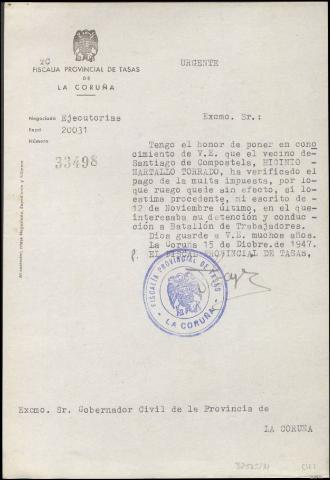 2C
FISCALIA PROVINCIAL DE TASAS
DE
LA CORUÑA
URGENTE
Negociado Ejecutorias
Expd 20031
Número
33498
Excmo. Sr.:
Tengo el honor de poner en cono
cimiento de V.E. que el vecino de-
Santiago de Compostela, HIGINIO -
MARTALLO TORRADO, ha verificado el
pago de la multa impuesta, por lo
que ruego quede sin efecto, si lo-
estima procedente, mi escrito de -
12 de Noviembre último, en el que-
interesaba su detención y conduc-
ción a Batallón de Trabajadores.
Dios guarde a V.E. muchos años.
La Coruña 15 de Dicbre. de 1947.
p. EL FISCAL PROVINCIAL DE TASAS,
FISCALIA PROVINCIAL DE TASAS
- LA CORUÑA -
Excmo. Sr. Gobernador Civil de la Provincia de
LA CORUÑA